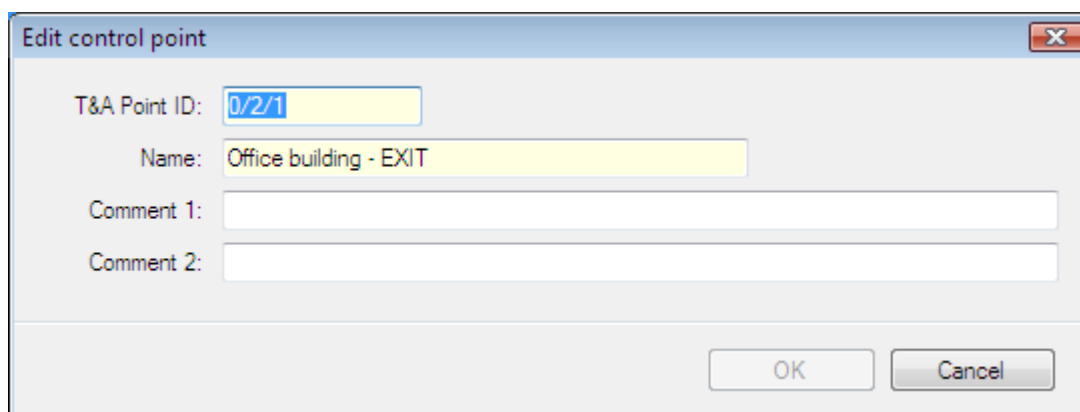 Edit control point
T&A Point ID: 0/2/1
Name: Office building - EXIT
Comment 1:
Comment 2:
OK Cancel